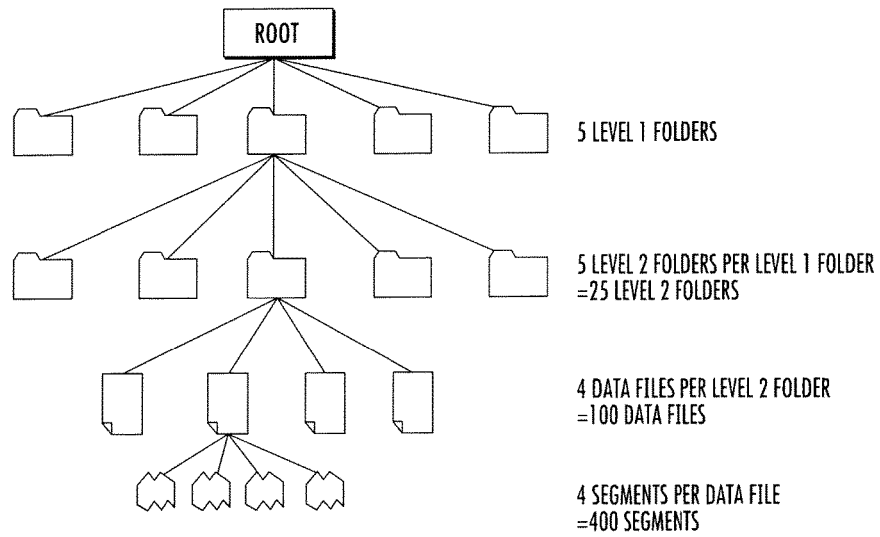 ROOT
5 LEVEL 1 FOLDERS
5 LEVEL 2 FOLDERS PER LEVEL 1 FOLDER
=25 LEVEL 2 FOLDERS
4 DATA FILES PER LEVEL 2 FOLDER
=100 DATA FILES
4 SEGMENTS PER DATA FILE
=400 SEGMENTS